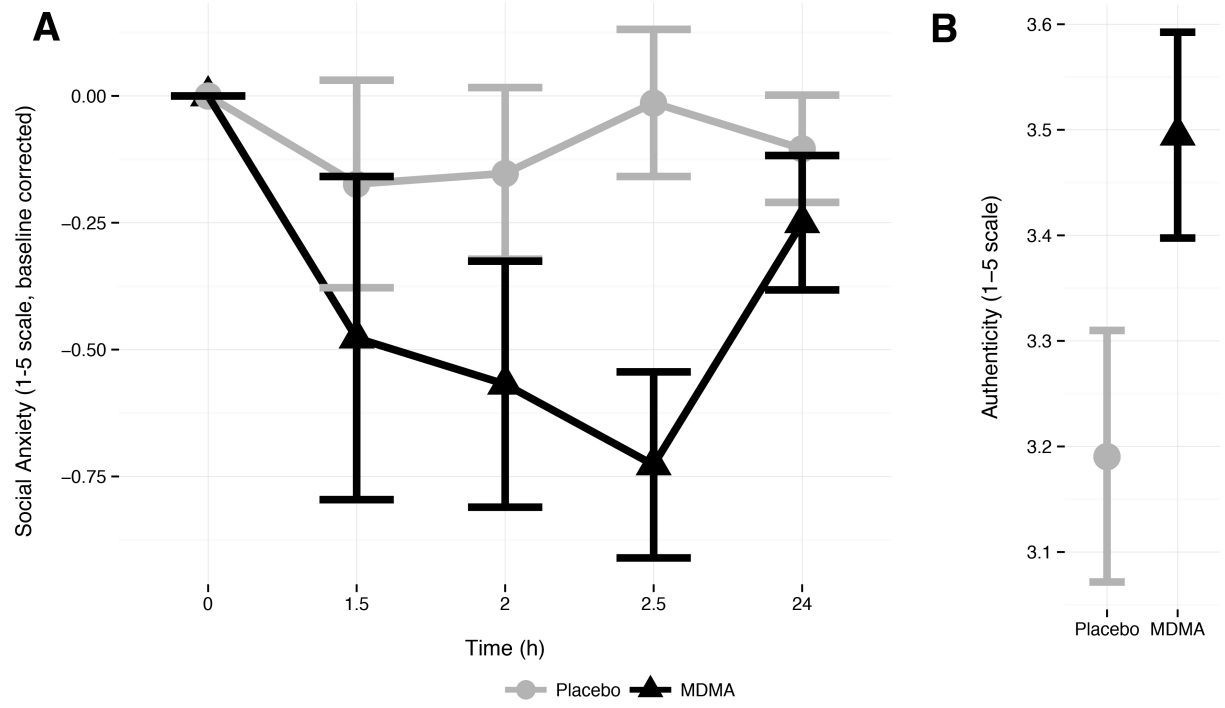 A
Social Anxiety (1-5 scale, baseline corrected)
0.00
−0.25
−0.50
−0.75
0 1.5 2 2.5 24
Time (h)
Placebo MDMA
B
Authenticity (1−5 scale)
3.6
3.5
3.4
3.3
3.2
3.1
Placebo MDMA